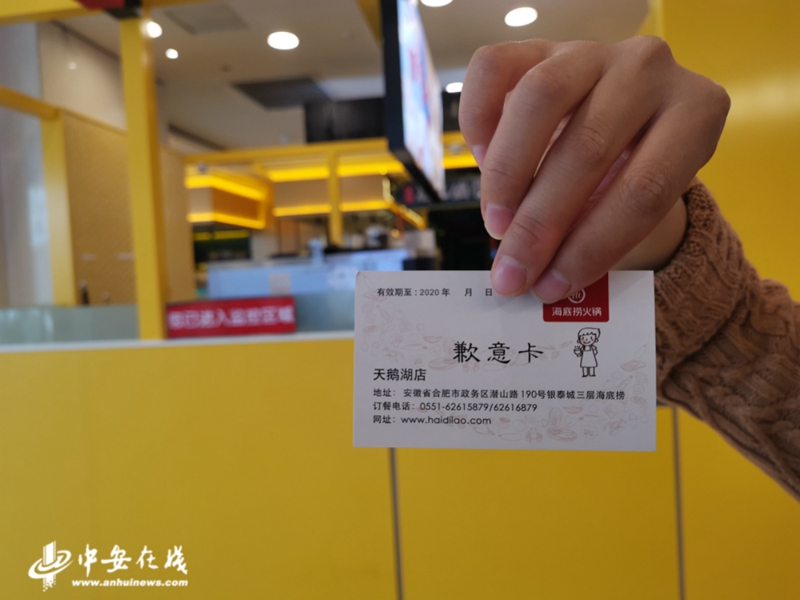 有效期至：2020 年 月 日
海底捞火锅
歉意卡
天鹅湖店
地址： 安徽省合肥市政务区潜山路190号银泰城三层海底捞
订餐电话：0551-62615879/62616879
网址：www.haidilao.com
您已进入监控区域
中安在线
www.anhuinews.com